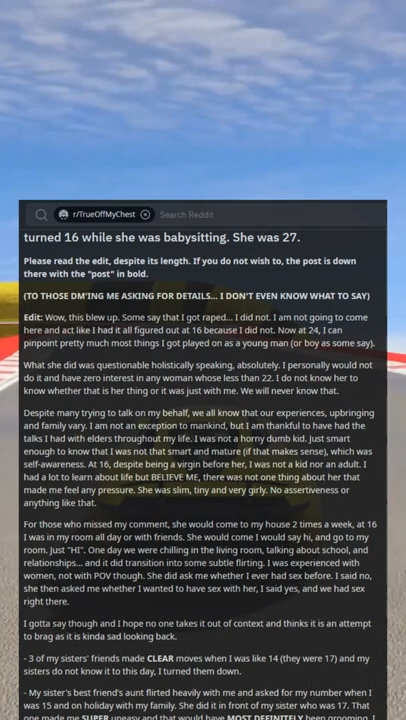 r/TrueOffMyChest Search Reddit
turned 16 while she was babysitting. She was 27.
Please read the edit, despite its length. If you do not wish to, the post is down
there with the "post" in bold.
(TO THOSE DM'ING ME ASKING FOR DETAILS... I DON'T EVEN KNOW WHAT TO SAY)
Edit: Wow, this blew up. Some say that I got raped... I did not. I am not going to come
here and act like I had it all figured out at 16 because I did not. Now at 24, I can
pinpoint pretty much most things I got played on as a young man (or boy as some say).
What she did was questionable holistically speaking, absolutely. I personally would not
do it and have zero interest in any woman whose less than 22. I do not know her to
know whether that is her thing or it was just with me. We will never know that.
Despite many trying to talk on my behalf, we all know that our experiences, upbringing
and family vary. I am not an exception to mankind, but I am thankful to have had the
talks I had with elders throughout my life. I was not a horny dumb kid. Just smart
enough to know that I was not that smart and mature (if that makes sense), which was
self-awareness. At 16, despite being a virgin before her, I was not a kid nor an adult. I
had a lot to learn about life but BELIEVE ME, there was not one thing about her that
made me feel any pressure. She was slim, tiny and very girly. No assertiveness or
anything like that.
For those who missed my comment, she would come to my house 2 times a week, at 16
I was in my room all day or with friends. She would come I would say hi, and go to my
room. Just "HI". One day we were chilling in the living room, talking about school, and
relationships... and it did transition into some subtle flirting. I was experienced with
women, not with POV though. She did ask me whether I ever had sex before. I said no,
she then asked me whether I wanted to have sex with her, I said yes, and we had sex
right there.
I gotta say though and I hope no one takes it out of context and thinks it is an attempt
to brag as it is kinda sad looking back.
- 3 of my sisters' friends made CLEAR moves when I was like 14 (they were 17) and my
sisters do not know it to this day, I turned them down.
- My sister's best friend's aunt flirted heavily with me and asked for my number when I
was 15 and on holiday with my family. She did it in front of my sister who was 17. That
one made me SUPER uneasy and that would have MOST DEFINITELY been grooming. I